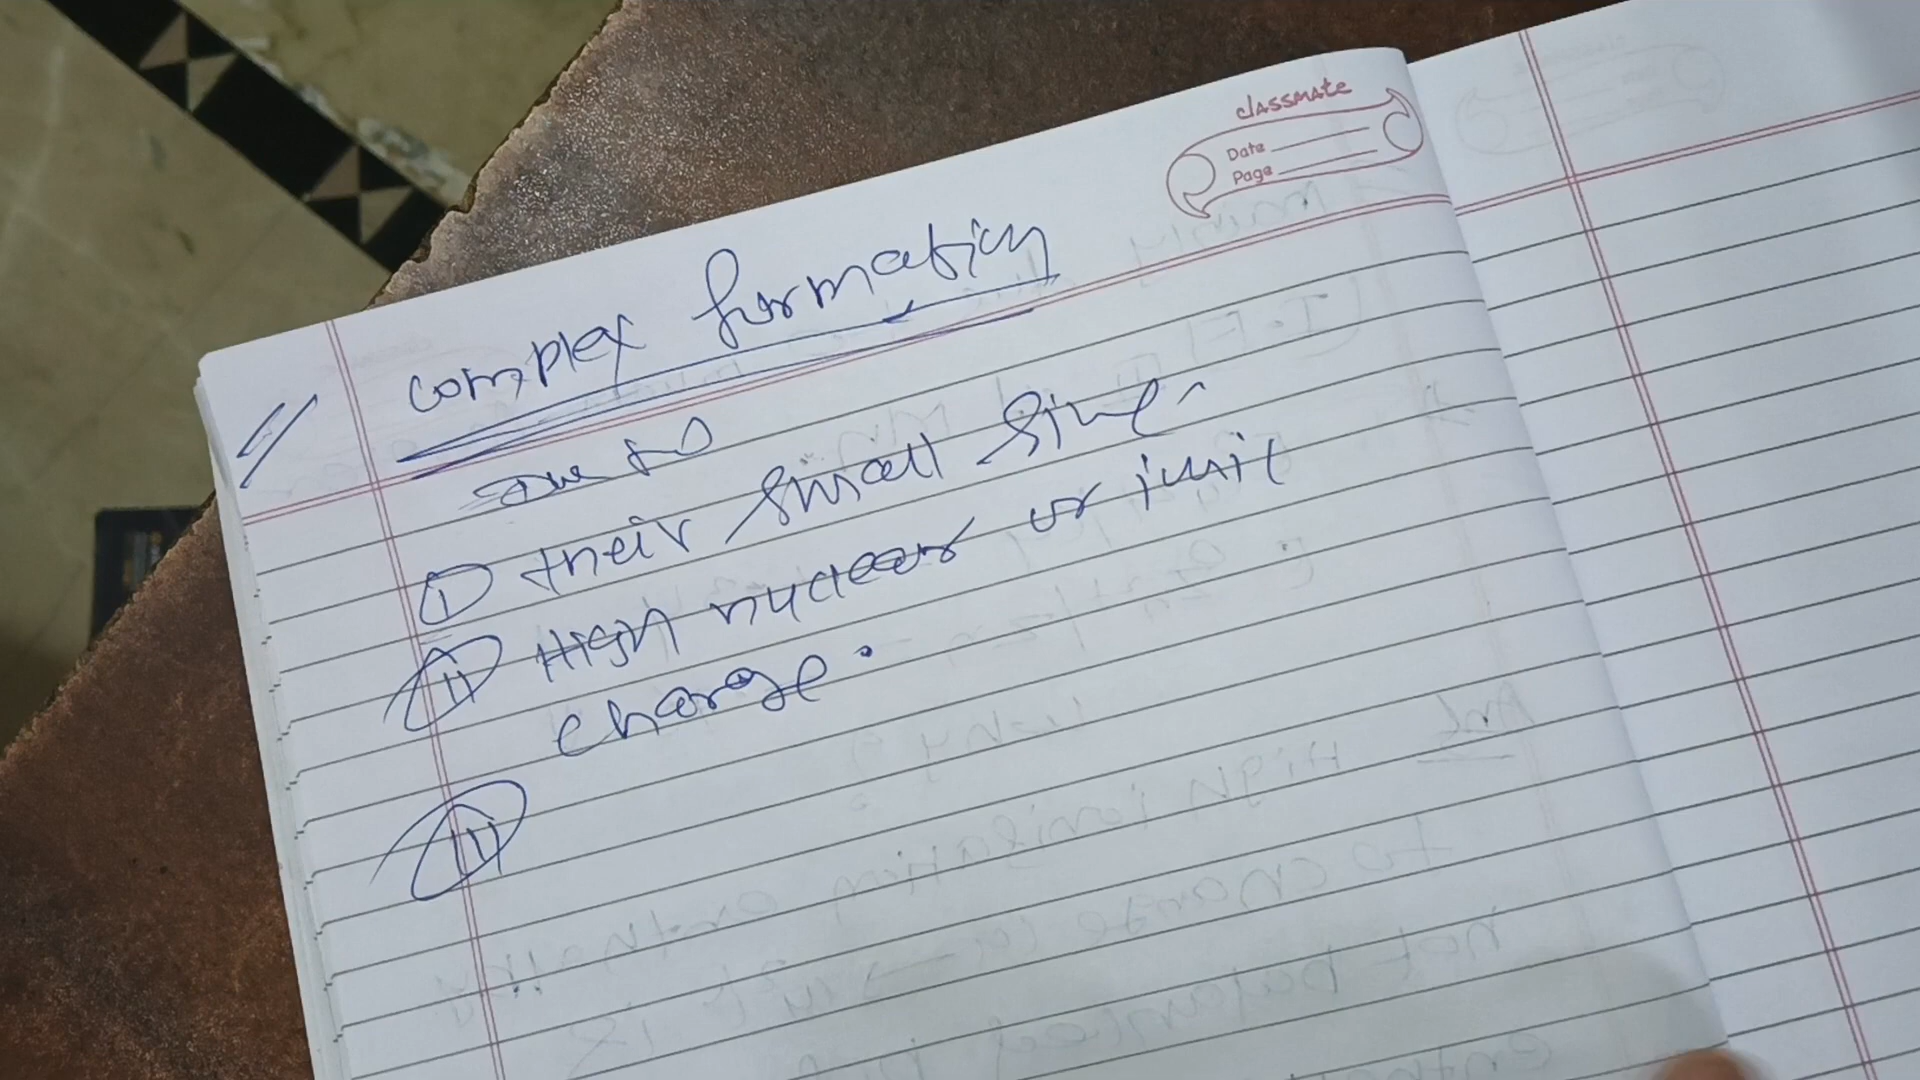 classmate
Date
Page
complex formation
Due to
(I) their small size
(II) High nuclear or ionic
charge.
(III)